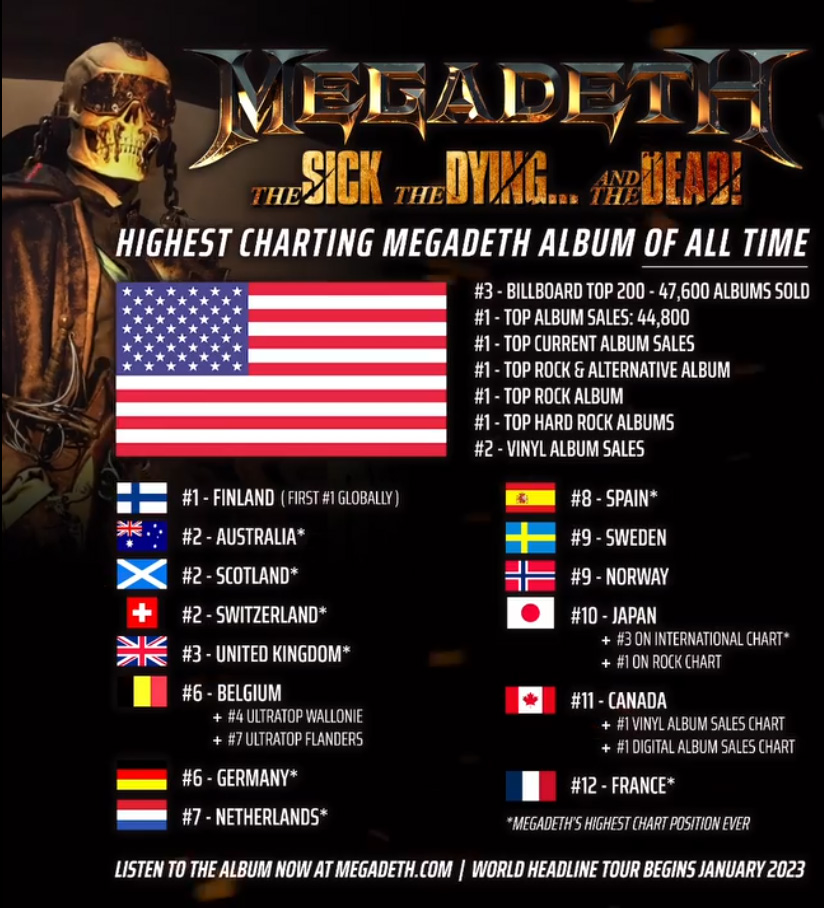 MEGADETH
THE SICK THE DYING... AND THE DEAD!
HIGHEST CHARTING MEGADETH ALBUM OF ALL TIME
#3 - BILLBOARD TOP 200 - 47,600 ALBUMS SOLD
#1 - TOP ALBUM SALES: 44,800
#1 - TOP CURRENT ALBUM SALES
#1 - TOP ROCK & ALTERNATIVE ALBUM
#1 - TOP ROCK ALBUM
#1 - TOP HARD ROCK ALBUMS
#2 - VINYL ALBUM SALES
#1 - FINLAND ( FIRST #1 GLOBALLY )
#2 - AUSTRALIA*
#2 - SCOTLAND*
#2 - SWITZERLAND*
#3 - UNITED KINGDOM*
#6 - BELGIUM
+ #4 ULTRATOP WALLONIE
+ #7 ULTRATOP FLANDERS
#6 - GERMANY*
#7 - NETHERLANDS*
#8 - SPAIN*
#9 - SWEDEN
#9 - NORWAY
#10 - JAPAN
+ #3 ON INTERNATIONAL CHART*
+ #1 ON ROCK CHART
#11 - CANADA
+ #1 VINYL ALBUM SALES CHART
+ #1 DIGITAL ALBUM SALES CHART
#12 - FRANCE*
*MEGADETH'S HIGHEST CHART POSITION EVER
LISTEN TO THE ALBUM NOW AT MEGADETH.COM | WORLD HEADLINE TOUR BEGINS JANUARY 2023